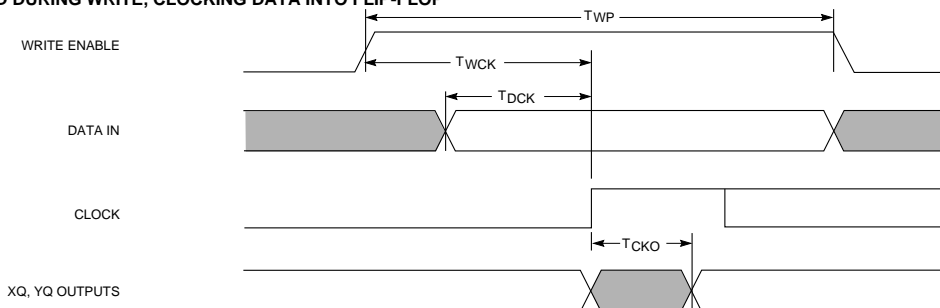 DURING WRITE, CLOCKING DATA INTO FLIP-FLOP
TWP
WRITE ENABLE
TWCK
TDCK
DATA IN
CLOCK
TCKO
XQ, YQ OUTPUTS